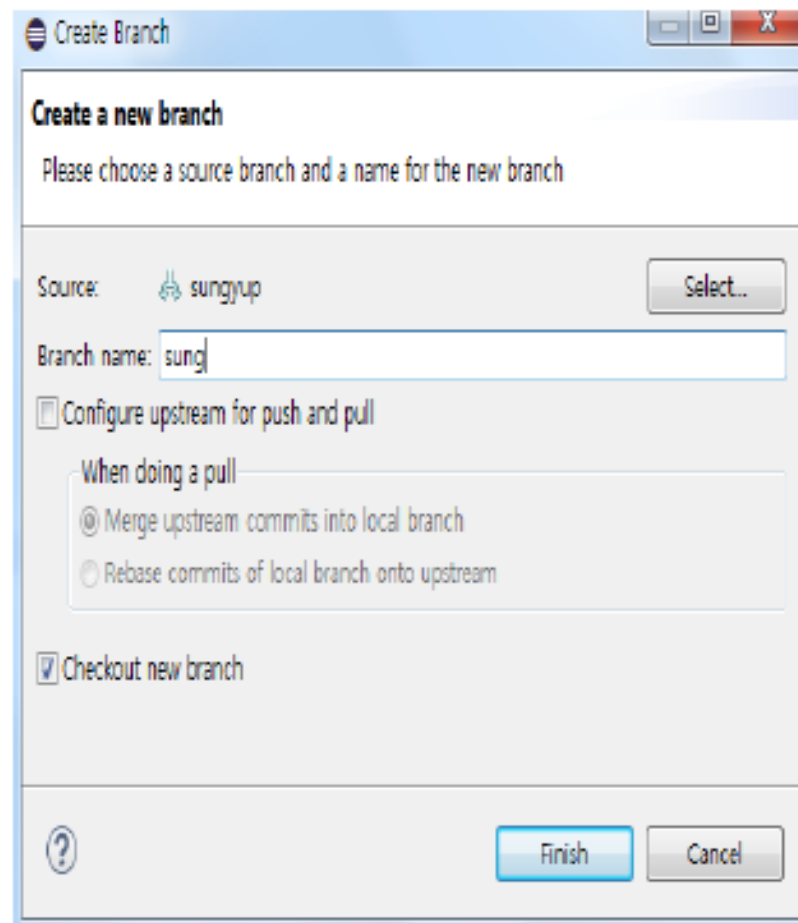 Create Branch
Create a new branch
Please choose a source branch and a name for the new branch
Source: sungyup Select...
Branch name: sung
Configure upstream for push and pull
When doing a pull
Merge upstream commits into local branch
Rebase commits of local branch onto upstream
Checkout new branch
? Finish Cancel